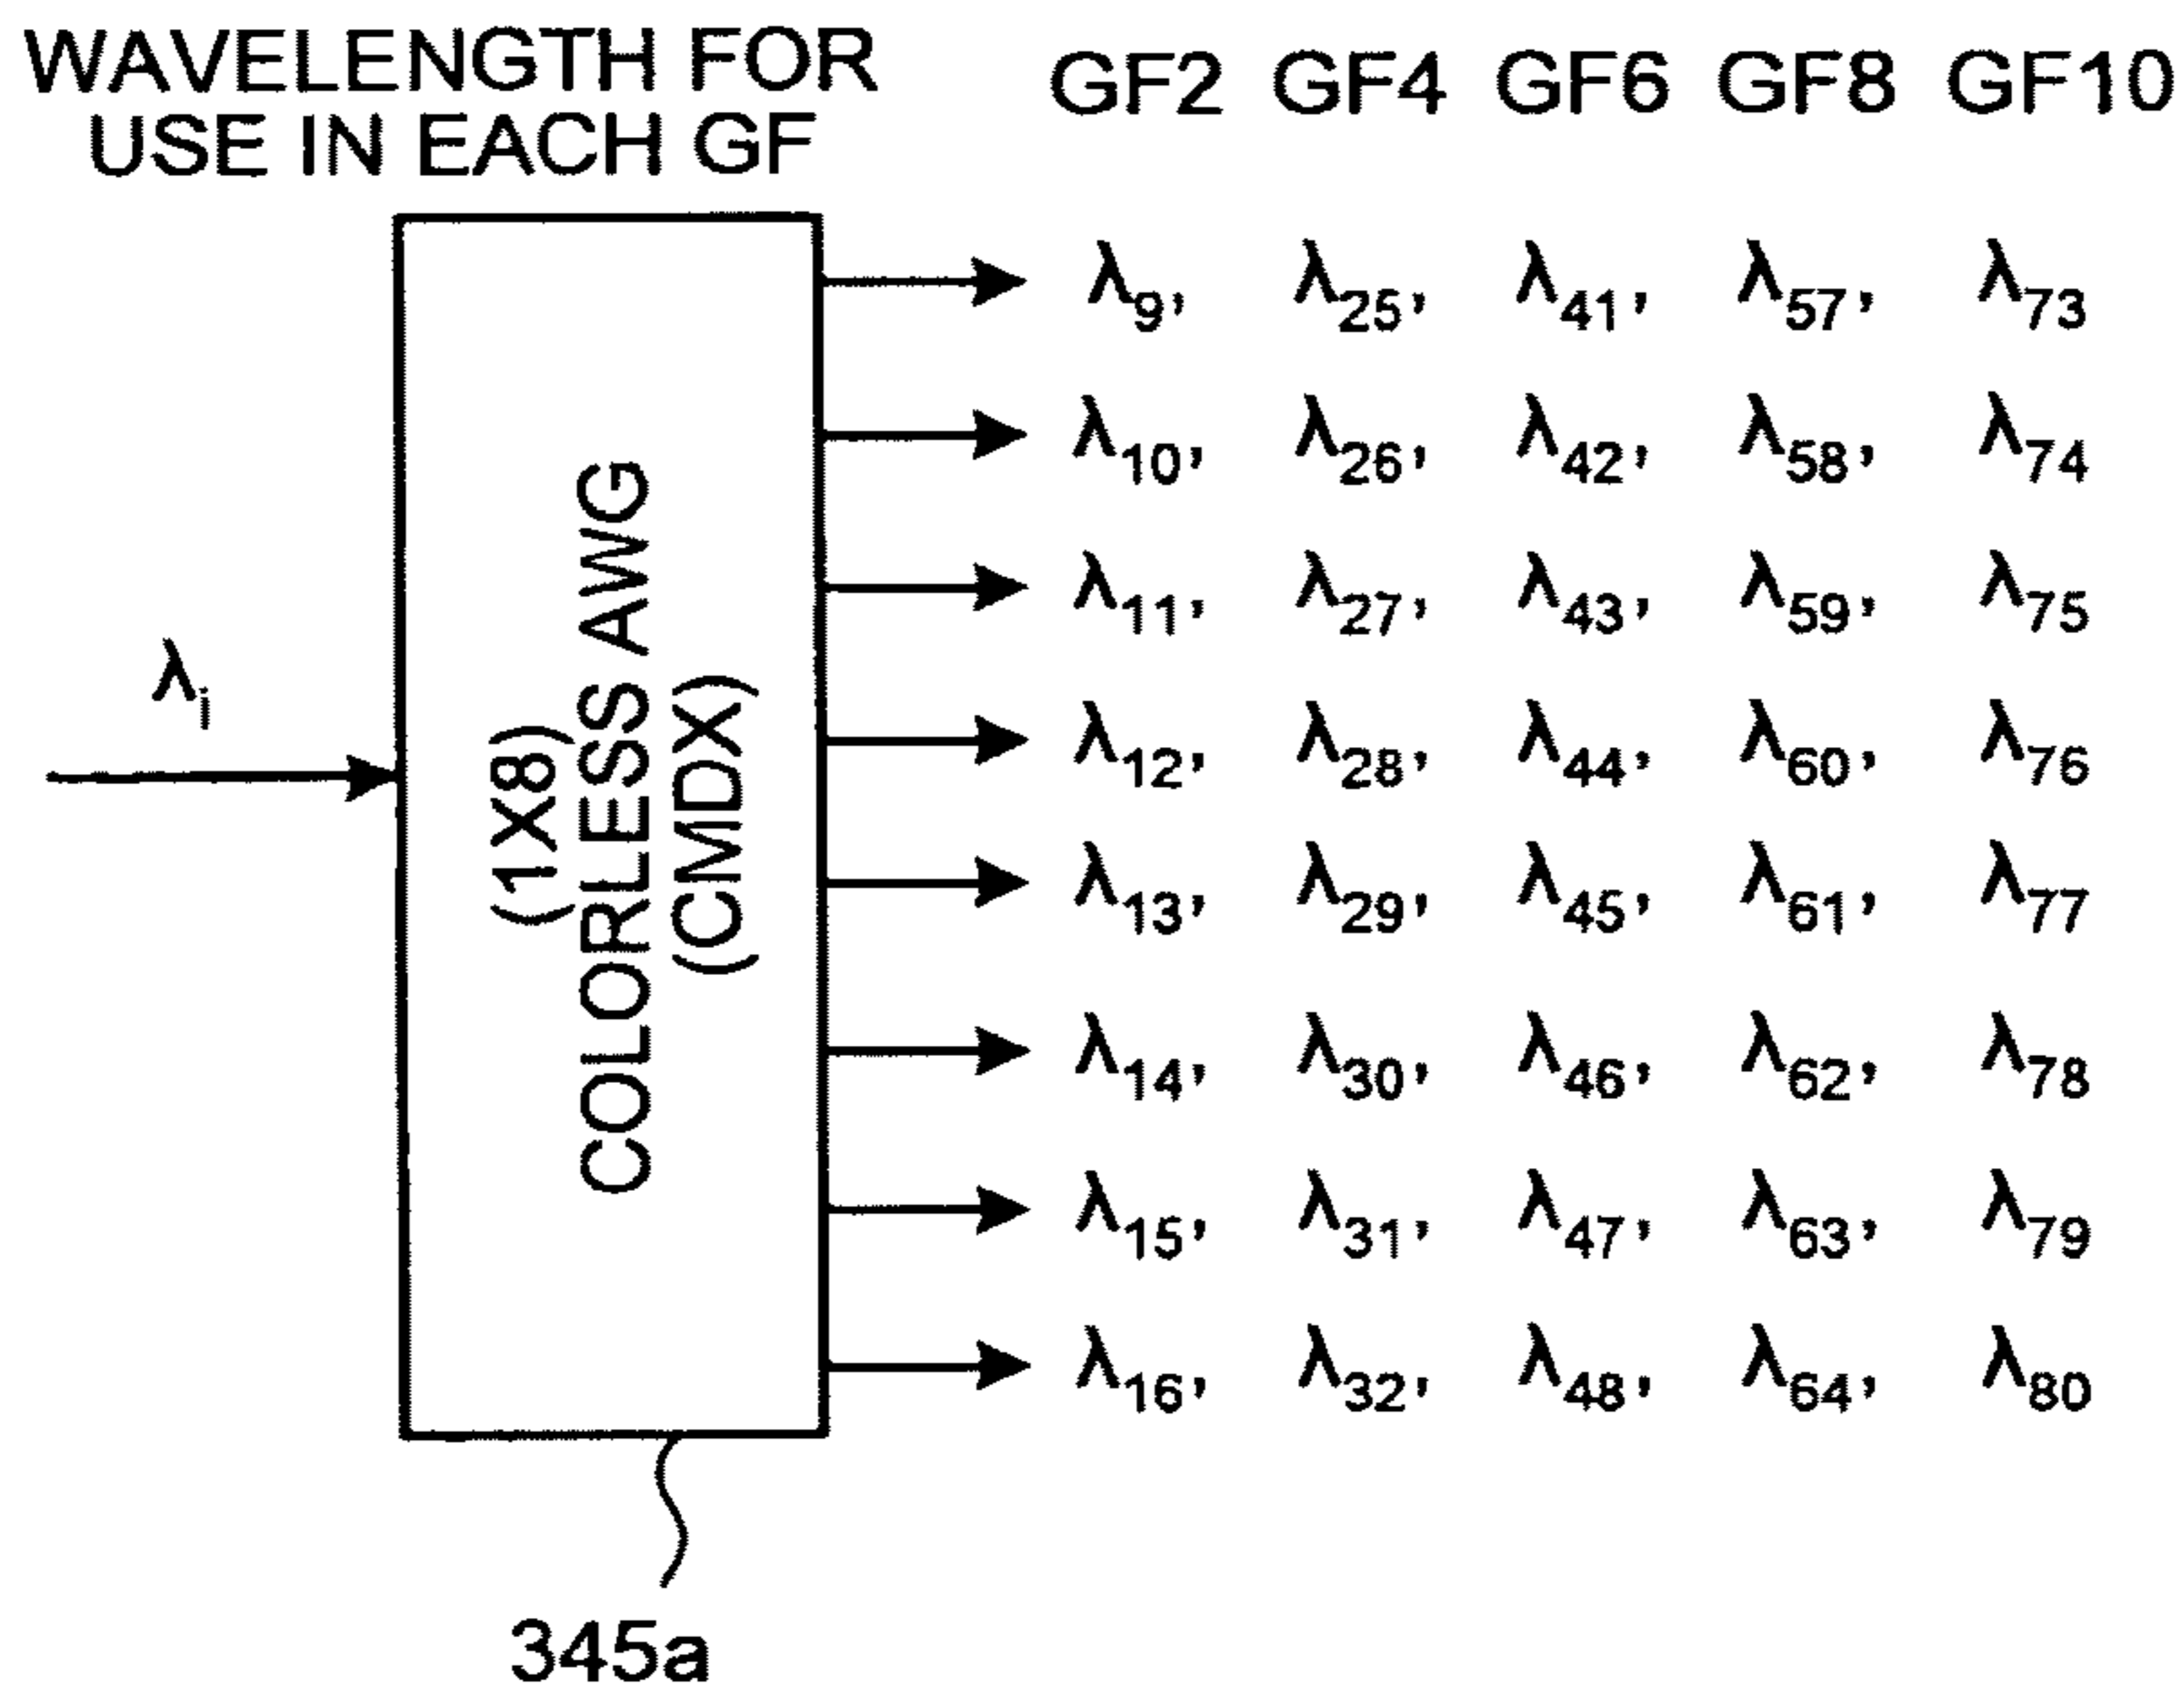 WAVELENGTH FOR
USE IN EACH GF
GF2 GF4 GF6 GF8 GF10
λ9, λ25, λ41, λ57, λ73
λ10, λ26, λ42, λ58, λ74
λ11, λ27, λ43, λ59, λ75
λi
λ12, λ28, λ44, λ60, λ76
λ13, λ29, λ45, λ61, λ77
λ14, λ30, λ46, λ62, λ78
λ15, λ31, λ47, λ63, λ79
λ16, λ32, λ48, λ64, λ80
(1X8)
COLORLESS AWG
(CMDX)
345a